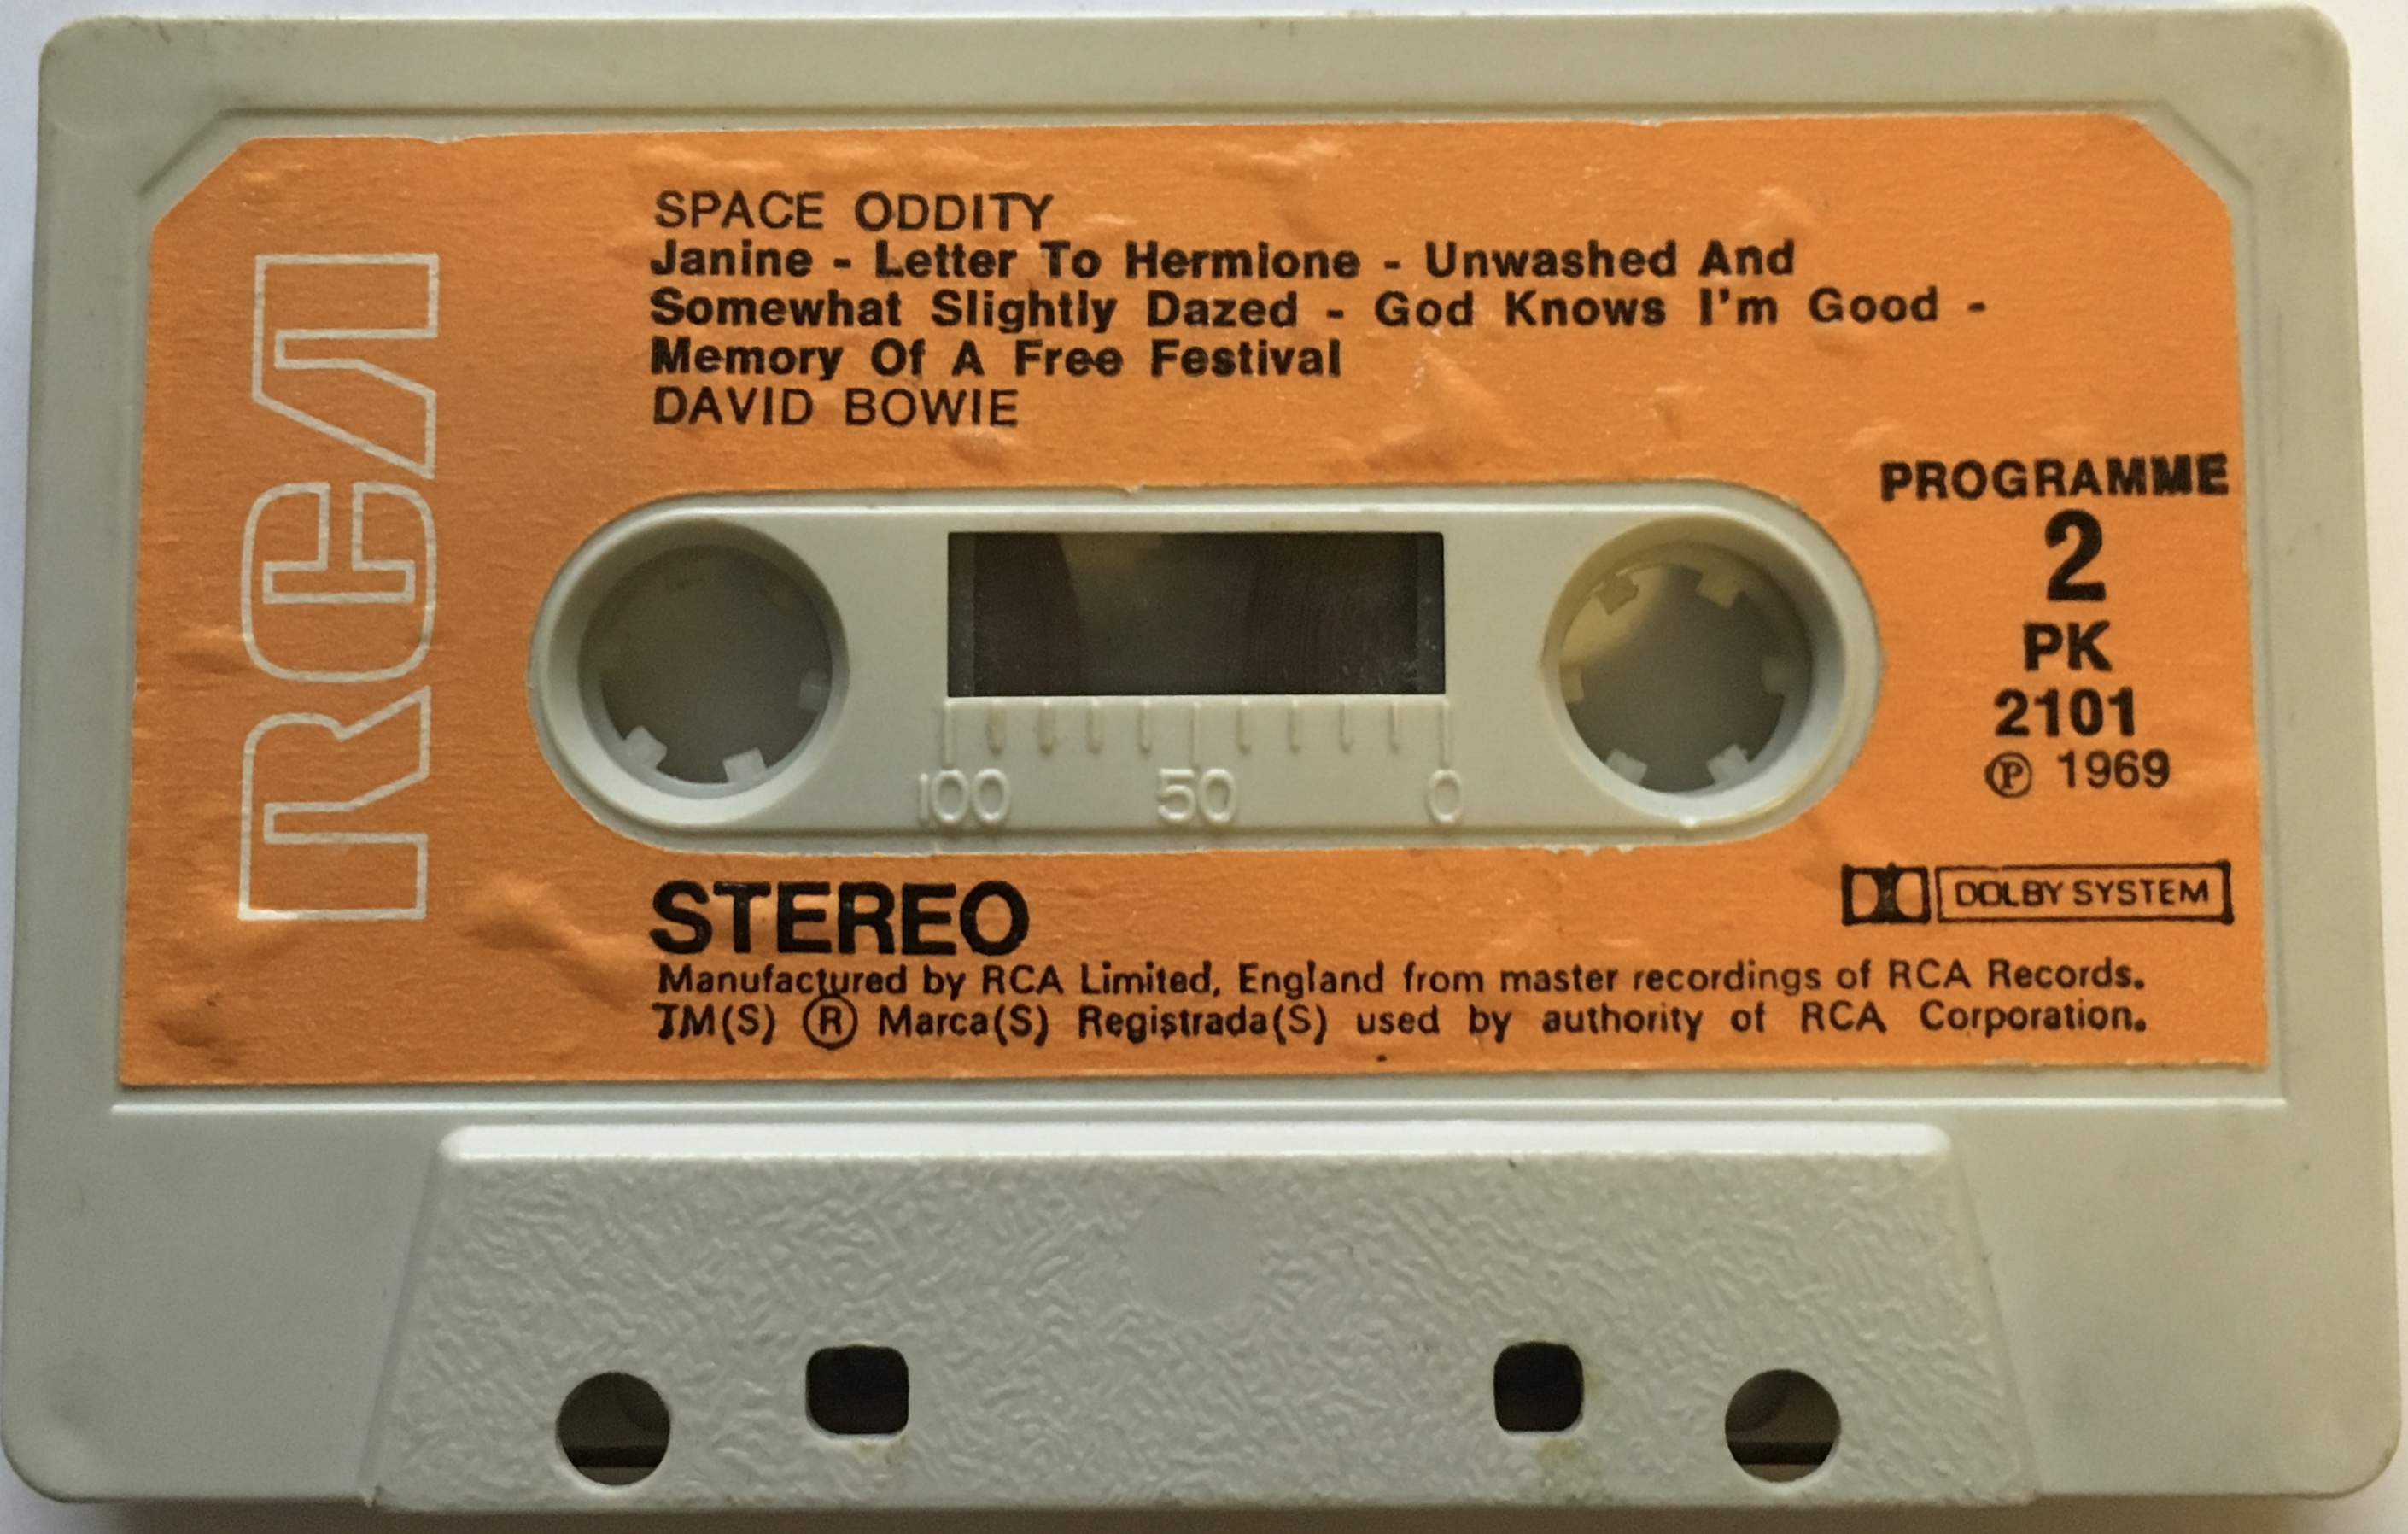 SPACE ODDITY
Janine - Letter To Hermione - Unwashed And
Somewhat Slightly Dazed - God Knows I'm Good -
Memory Of A Free Festival
DAVID BOWIE
RCA
PROGRAMME
2
PK
2101
Ⓟ 1969
100 50 0
DOLBY SYSTEM
STEREO
Manufactured by RCA Limited, England from master recordings of RCA Records.
TM(S) ® Marca(S) Registrada(S) used by authority of RCA Corporation.